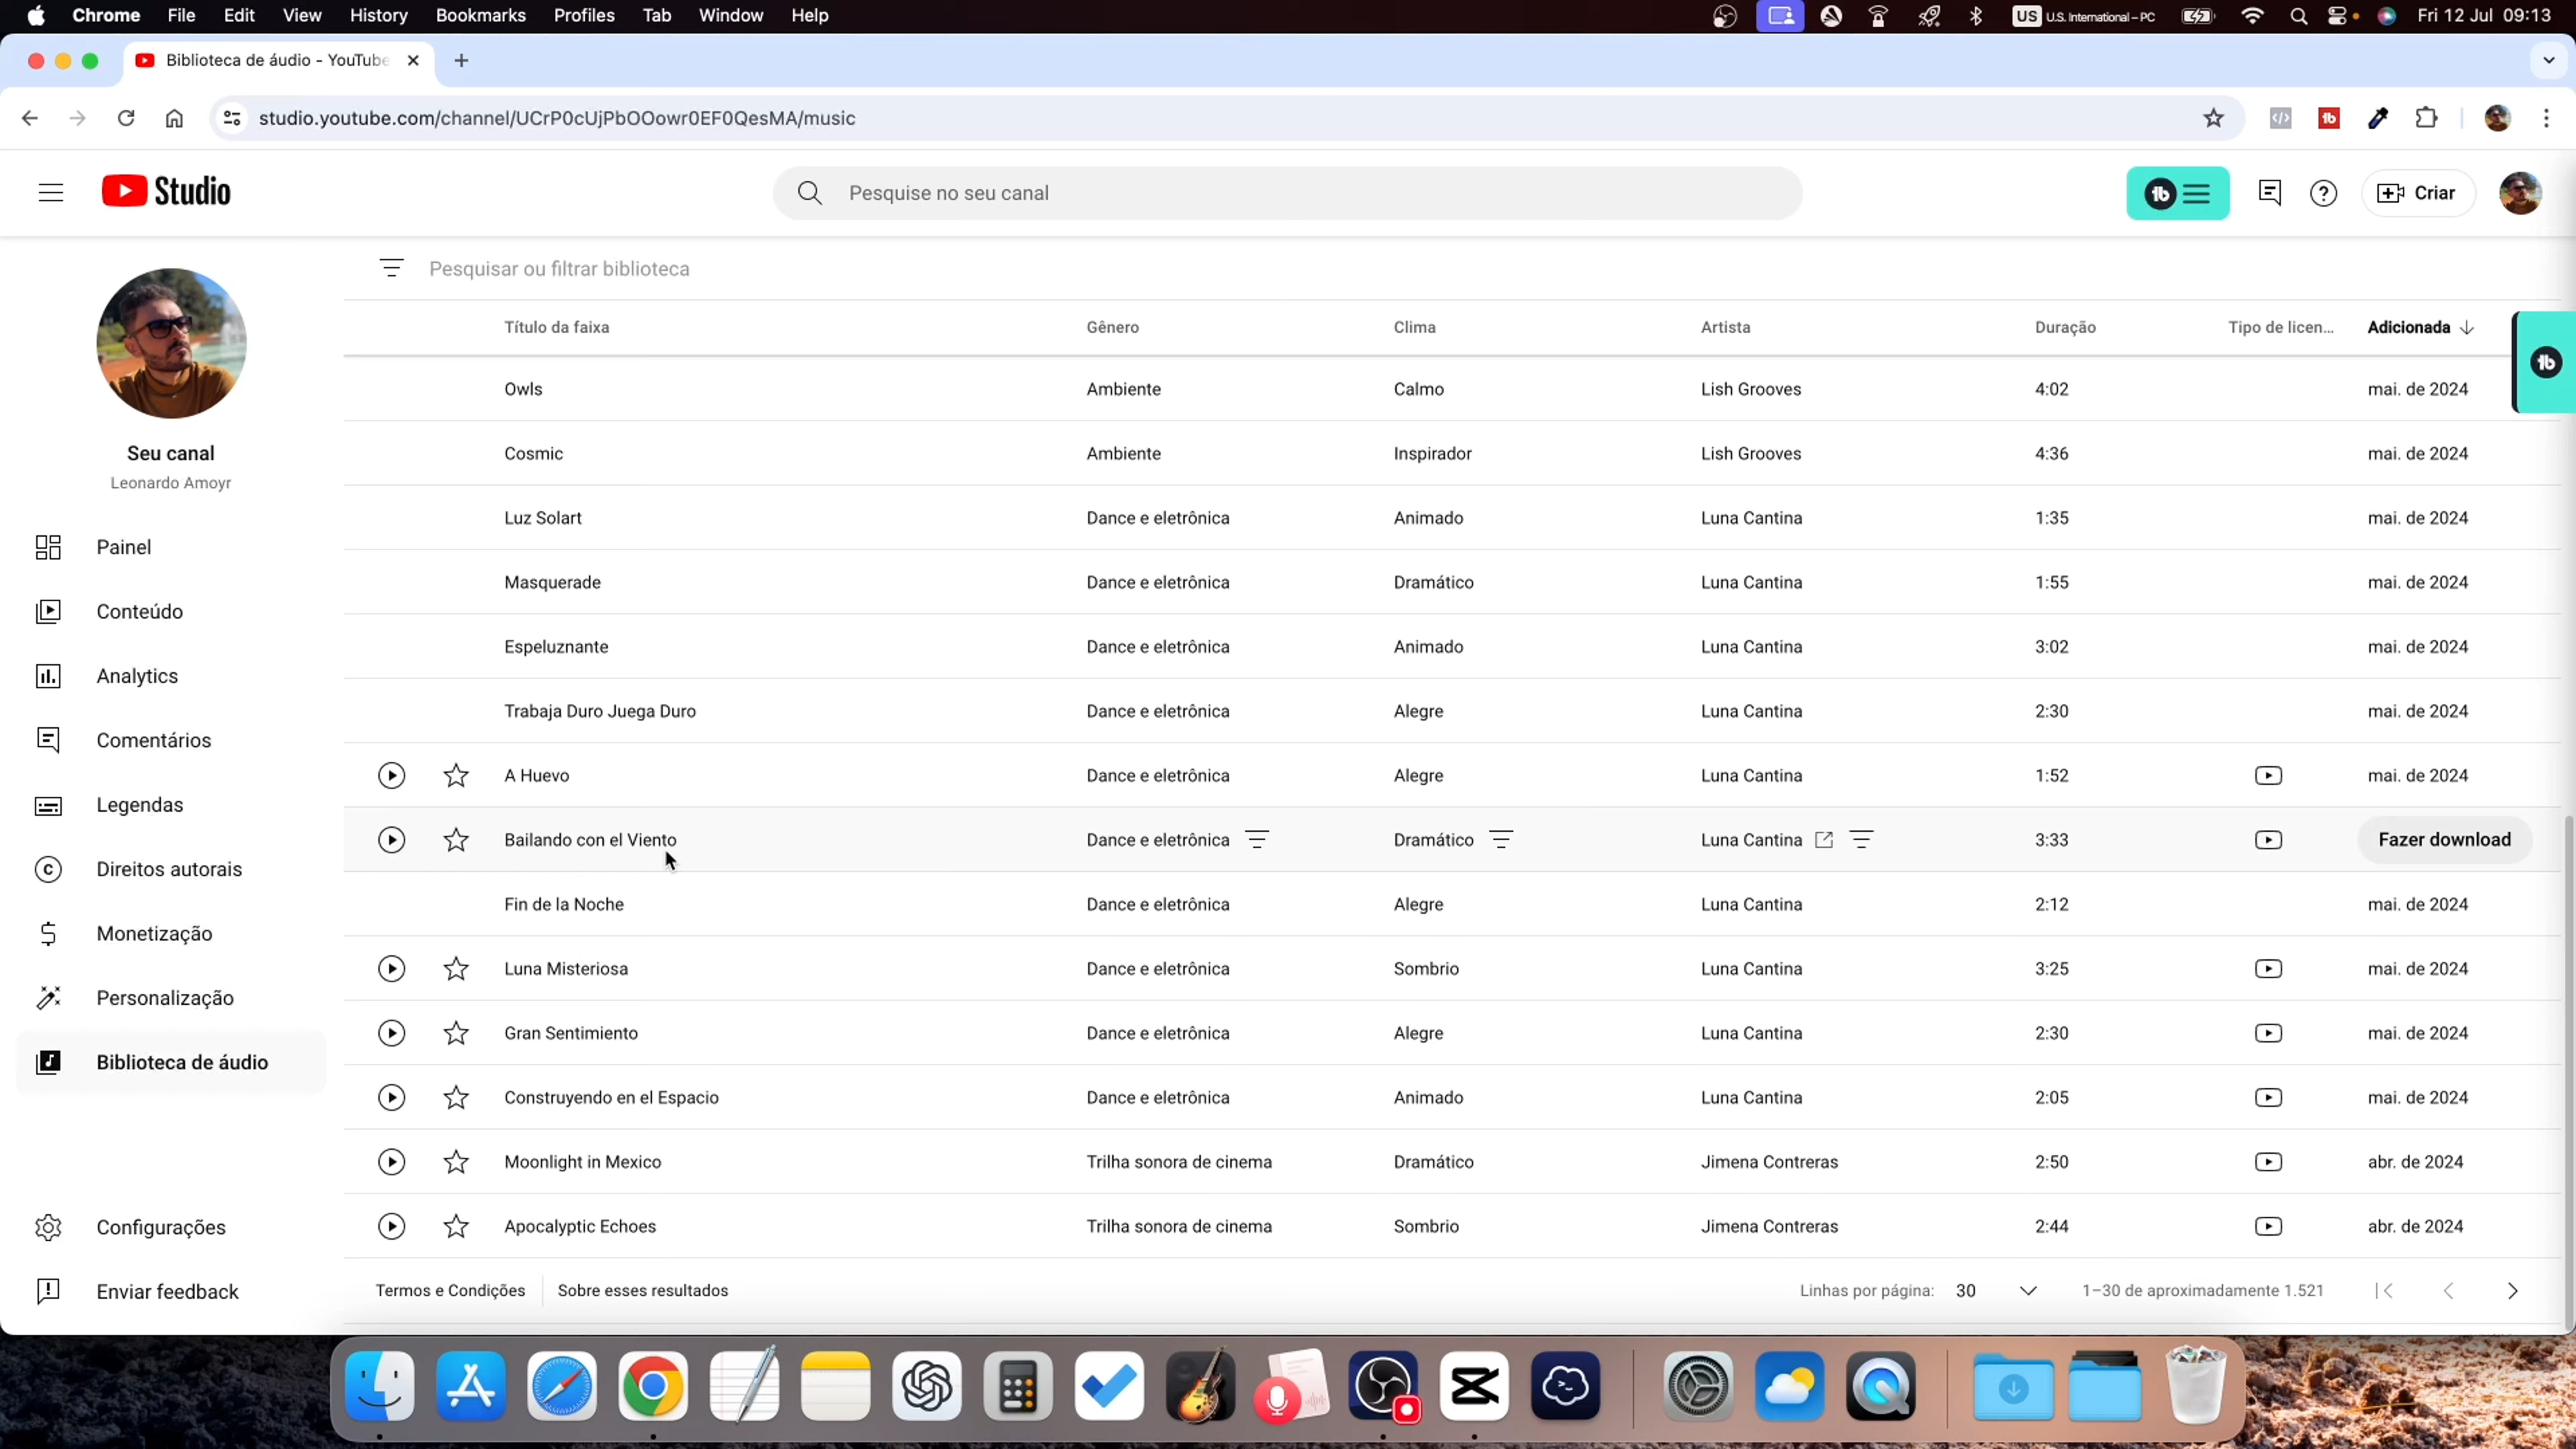 Chrome File Edit View History Bookmarks Profiles Tab Window Help US U.S. International – PC Fri 12 Jul 09:13
Biblioteca de áudio - YouTube
studio.youtube.com/channel/UCrP0cUjPbOOowr0EF0QesMA/music
Studio Pesquise no seu canal Criar
Pesquisar ou filtrar biblioteca
Título da faixa Gênero Clima Artista Duração Tipo de licen... Adicionada
Owls Ambiente Calmo Lish Grooves 4:02 mai. de 2024
Cosmic Ambiente Inspirador Lish Grooves 4:36 mai. de 2024
Luz Solart Dance e eletrônica Animado Luna Cantina 1:35 mai. de 2024
Masquerade Dance e eletrônica Dramático Luna Cantina 1:55 mai. de 2024
Espeluznante Dance e eletrônica Animado Luna Cantina 3:02 mai. de 2024
Trabaja Duro Juega Duro Dance e eletrônica Alegre Luna Cantina 2:30 mai. de 2024
A Huevo Dance e eletrônica Alegre Luna Cantina 1:52 mai. de 2024
Bailando con el Viento Dance e eletrônica Dramático Luna Cantina 3:33 Fazer download
Fin de la Noche Dance e eletrônica Alegre Luna Cantina 2:12 mai. de 2024
Luna Misteriosa Dance e eletrônica Sombrio Luna Cantina 3:25 mai. de 2024
Gran Sentimiento Dance e eletrônica Alegre Luna Cantina 2:30 mai. de 2024
Construyendo en el Espacio Dance e eletrônica Animado Luna Cantina 2:05 mai. de 2024
Moonlight in Mexico Trilha sonora de cinema Dramático Jimena Contreras 2:50 abr. de 2024
Apocalyptic Echoes Trilha sonora de cinema Sombrio Jimena Contreras 2:44 abr. de 2024
Termos e Condições Sobre esses resultados Linhas por página: 30 1–30 de aproximadamente 1.521
Seu canal
Leonardo Amoyr
Painel
Conteúdo
Analytics
Comentários
Legendas
Direitos autorais
Monetização
Personalização
Biblioteca de áudio
Configurações
Enviar feedback